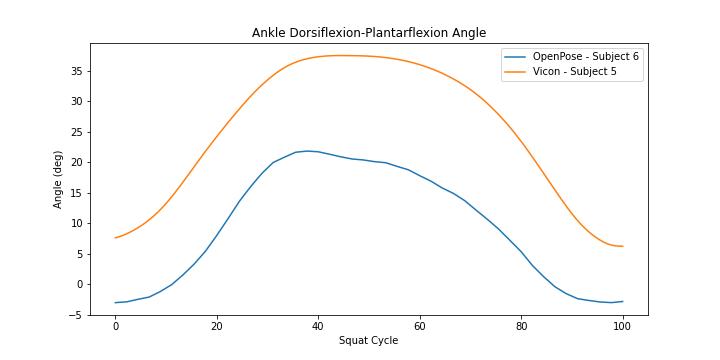 Ankle Dorsiflexion-Plantarflexion Angle
OpenPose - Subject 6
Vicon - Subject 5
Angle (deg)
35
30
25
20
15
10
5
0
−5
0 20 40 60 80 100
Squat Cycle